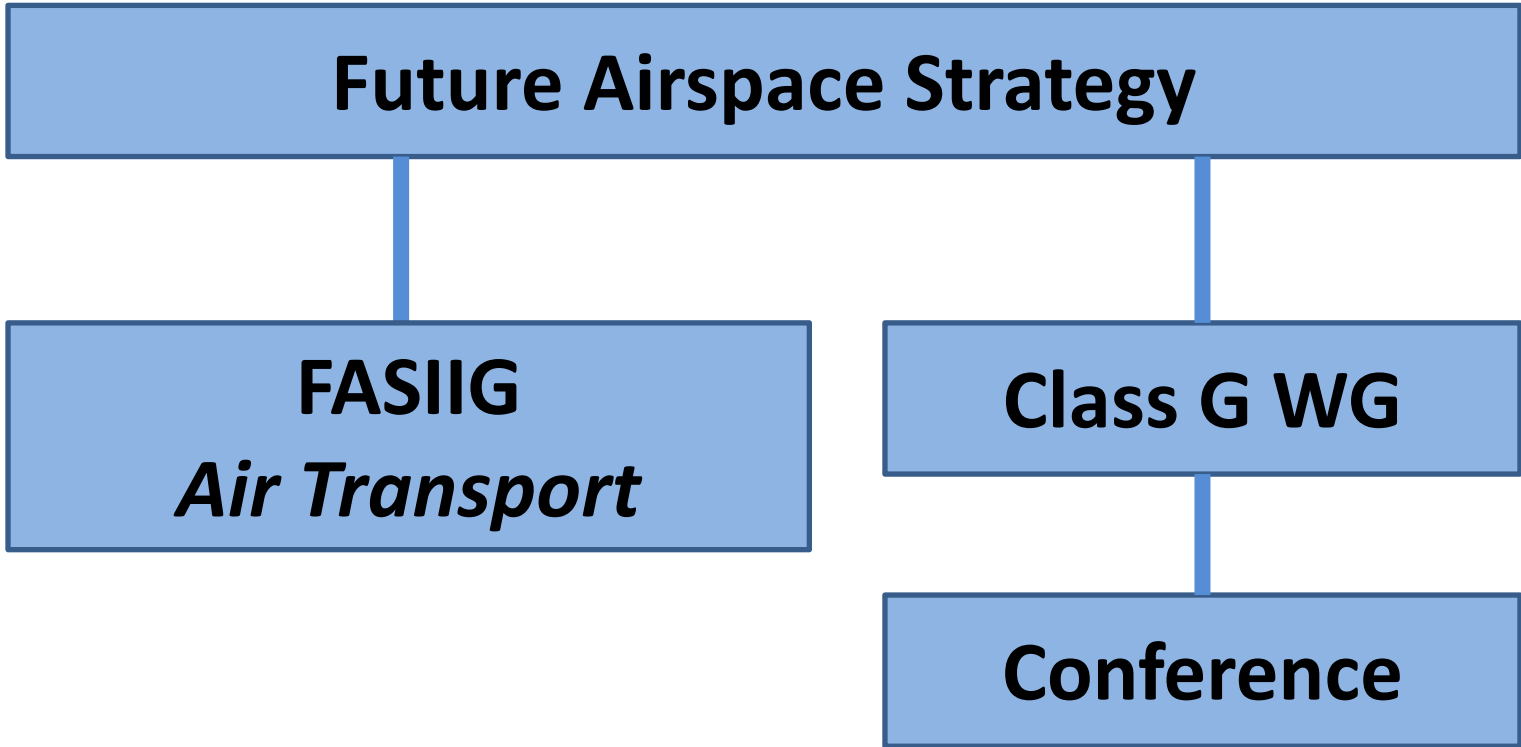 Future Airspace Strategy
FASIIG
Air Transport
Class G WG
Conference